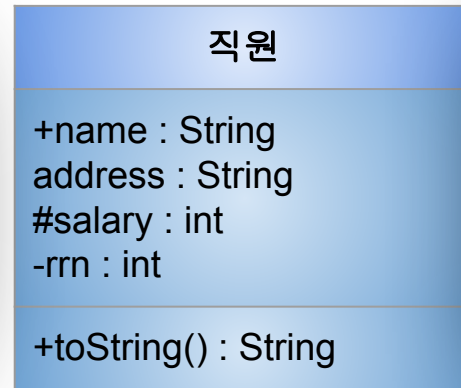 직원
+name : String
address : String
#salary : int
-rrn : int
+toString() : String